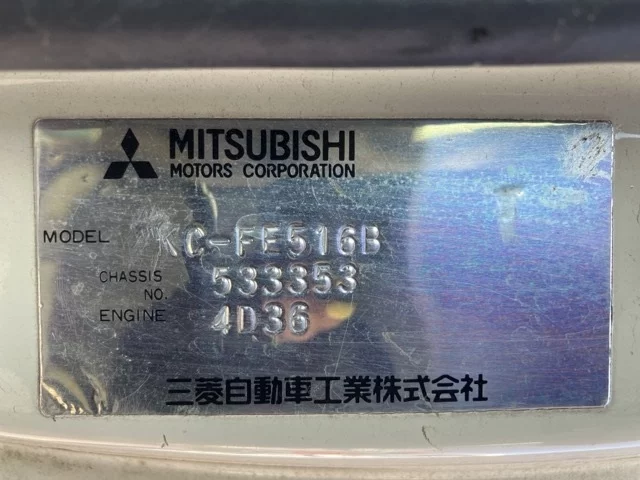 MITSUBISHI
MOTORS CORPORATION
MODEL KC-FE516B
CHASSIS NO. 533353
ENGINE 4D36
三菱自動車工業株式会社